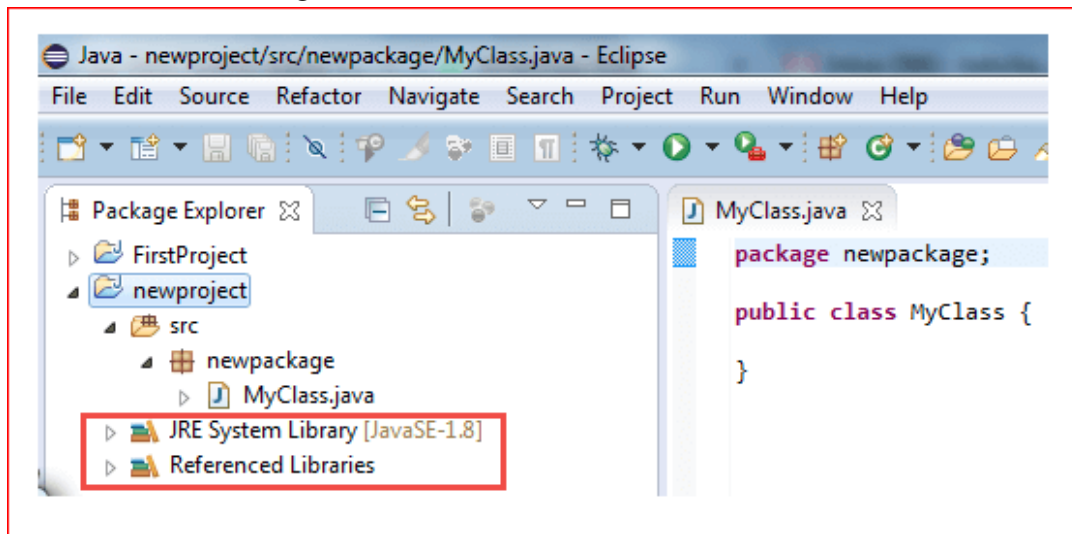 Java - newproject/src/newpackage/MyClass.java - Eclipse
File Edit Source Refactor Navigate Search Project Run Window Help
Package Explorer
MyClass.java
FirstProject
newproject
src
newpackage
MyClass.java
JRE System Library [JavaSE-1.8]
Referenced Libraries
package newpackage;
public class MyClass {
}